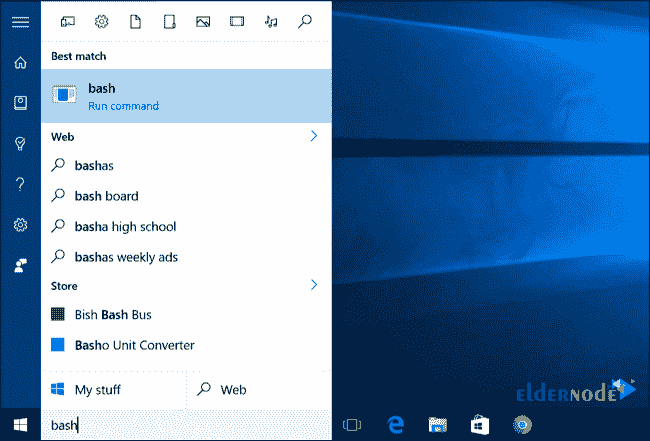 Best match
bash
Run command
Web
bashas
bash board
basha high school
bashas weekly ads
Store
Bish Bash Bus
Basho Unit Converter
My stuff
Web
bash
ELDERNODE